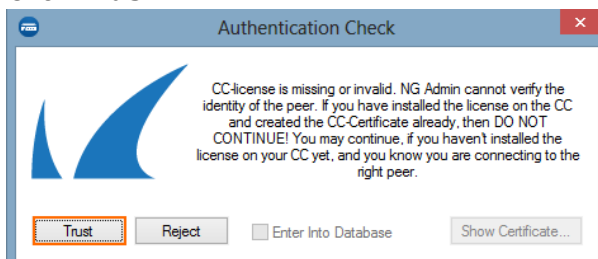 Authentication Check
CC-license is missing or invalid. NG Admin cannot verify the
identity of the peer. If you have installed the license on the CC
and created the CC-Certificate already, then DO NOT
CONTINUE! You may continue, if you haven't installed the
license on your CC yet, and you know you are connecting to the
right peer.
Trust Reject Enter Into Database Show Certificate...